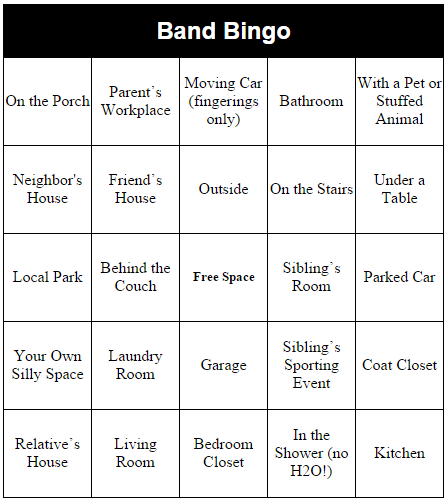 Band Bingo
On the Porch
Parent’s
Workplace
Moving Car
(fingerings
only)
Bathroom
With a Pet or
Stuffed
Animal
Neighbor's
House
Friend’s
House
Outside
On the Stairs
Under a
Table
Local Park
Behind the
Couch
Free Space
Sibling’s
Room
Parked Car
Your Own
Silly Space
Laundry
Room
Garage
Sibling’s
Sporting
Event
Coat Closet
Relative’s
House
Living
Room
Bedroom
Closet
In the
Shower (no
H2O!)
Kitchen